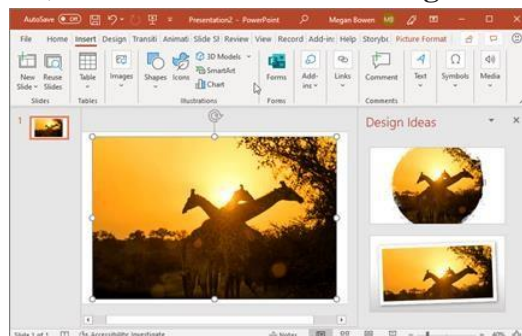 AutoSave Off Presentation2 - PowerPoint Megan Bowen MB
File Home Insert Design Transiti Animati Slide Sl Review View Record Add-in: Help Storybo Picture Format
New Slide Reuse Slides Table Images Shapes Icons 3D Models SmartArt Chart Forms Add-ins Links Comment Text Symbols Media
Slides Tables Illustrations Forms Comments
1
Design Ideas
Slide 1 of 1 Accessibility: Investigate Notes 40%